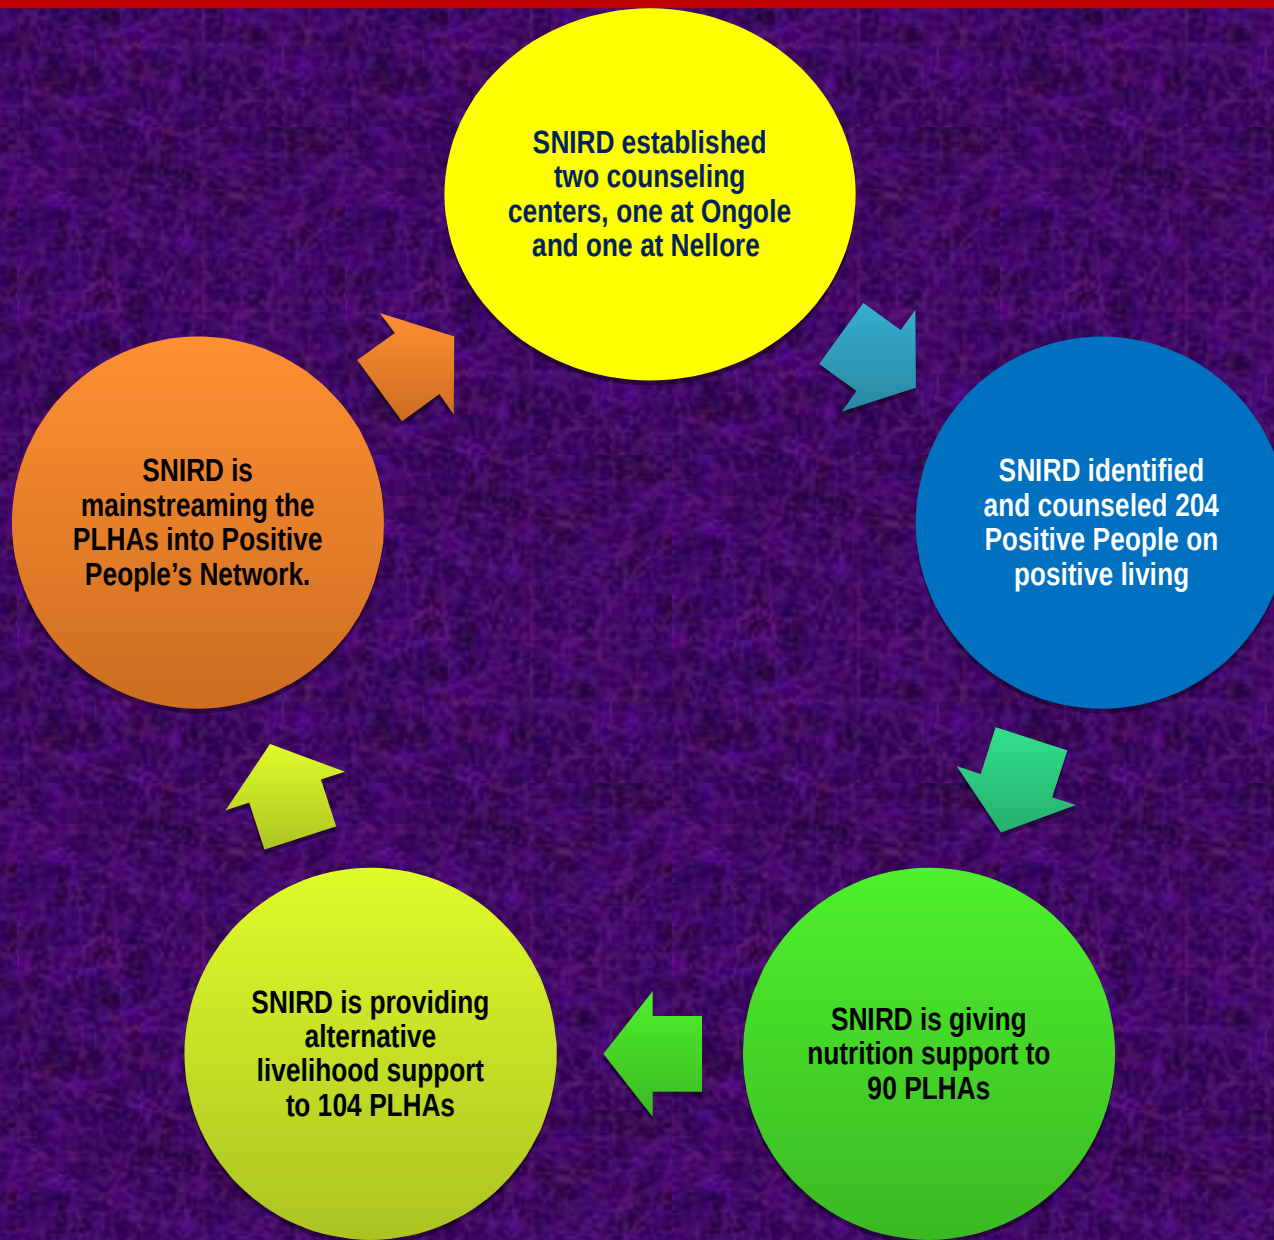 SNIRD established
two counseling
centers, one at Ongole
and one at Nellore
SNIRD identified
and counseled 204
Positive People on
positive living
SNIRD is giving
nutrition support to
90 PLHAs
SNIRD is providing
alternative
livelihood support
to 104 PLHAs
SNIRD is
mainstreaming the
PLHAs into Positive
People’s Network.